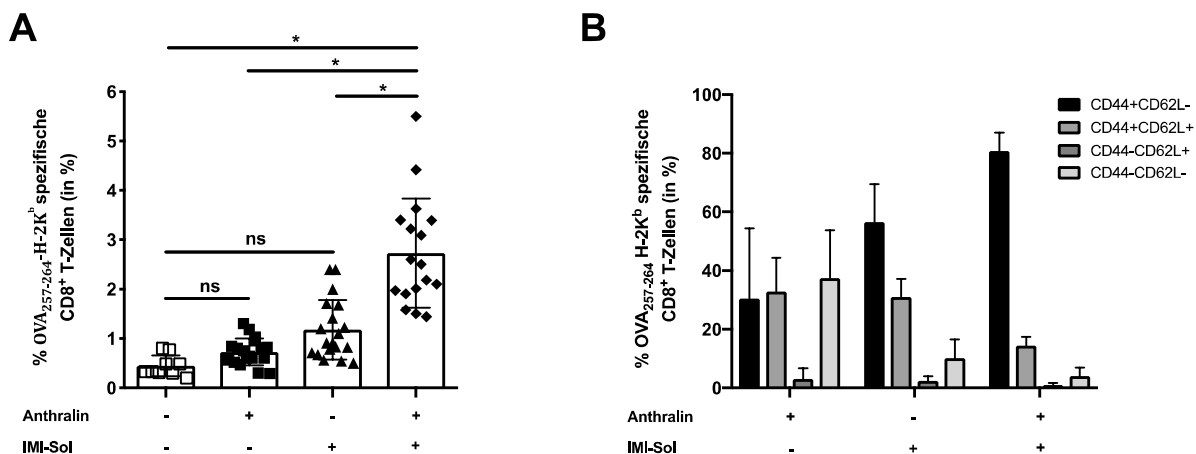 A
% OVA257-264-H-2Kb spezifische
CD8+ T-Zellen (in %)
6
5
4
3
2
1
0
*
*
*
ns
ns
Anthralin - + - +
IMI-Sol - - + +
B
% OVA257-264 H-2Kb spezifische
CD8+ T-Zellen (in %)
100
80
60
40
20
0
CD44+CD62L-
CD44+CD62L+
CD44-CD62L+
CD44-CD62L-
Anthralin + - +
IMI-Sol - + +